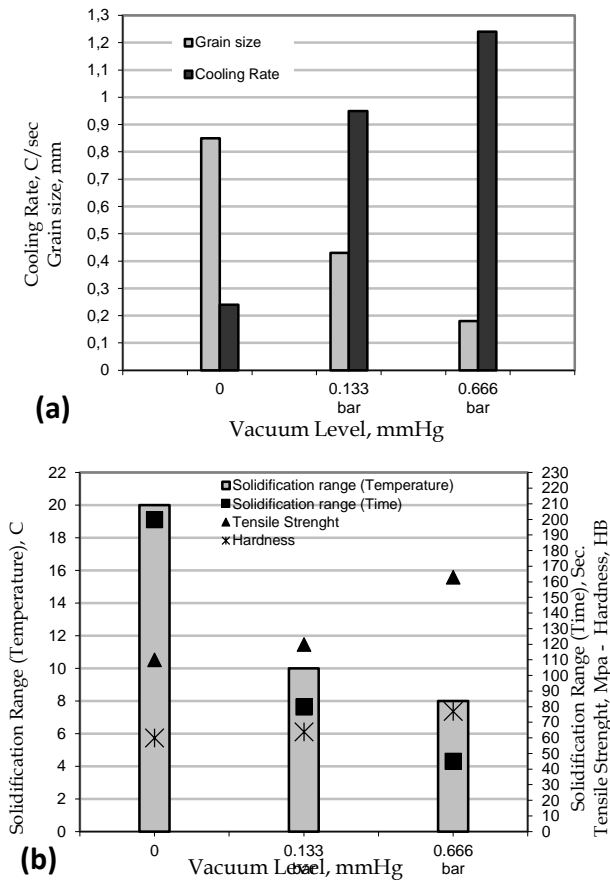 1,3
1,2
1,1
1
0,9
0,8
0,7
0,6
0,5
0,4
0,3
0,2
0,1
0
Cooling Rate, C/sec
Grain size, mm
Grain size
Cooling Rate
0
0.133
bar
0.666
bar
Vacuum Level, mmHg
(a)
22
20
18
16
14
12
10
8
6
4
2
0
Solidification Range (Temperature), C
Solidification range (Temperature)
Solidification range (Time)
Tensile Strenght
Hardness
230
220
210
200
190
180
170
160
150
140
130
120
110
100
90
80
70
60
50
40
30
20
10
0
Solidification Range (Time), Sec.
Tensile Strenght, Mpa - Hardness, HB
0
0.133
bar
0.666
bar
Vacuum Level, mmHg
(b)